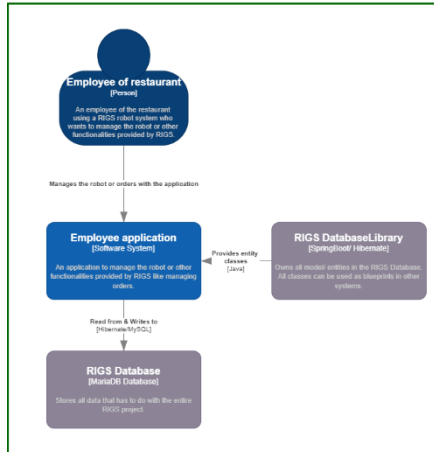 Employee of restaurant
[Person]
An employee of the restaurant
using a RIGS robot system who
wants to manage the robot or other
functionalities provided by RIGS.
Manages the robot or orders with the application
Employee application
[Software System]
An application to manage the robot or other
functionalities provided by RIGS like managing
orders.
Provides entity
classes
[Java]
RIGS DatabaseLibrary
[SpringBoot/ Hibernate]
Owns all model/ entities in the RIGS Database.
All classes can be used as blueprints in other
systems.
Read from & Writes to
[Hibernate/MySQL]
RIGS Database
[MariaDB Database]
Stores all data that has to do with the entire
RIGS project.